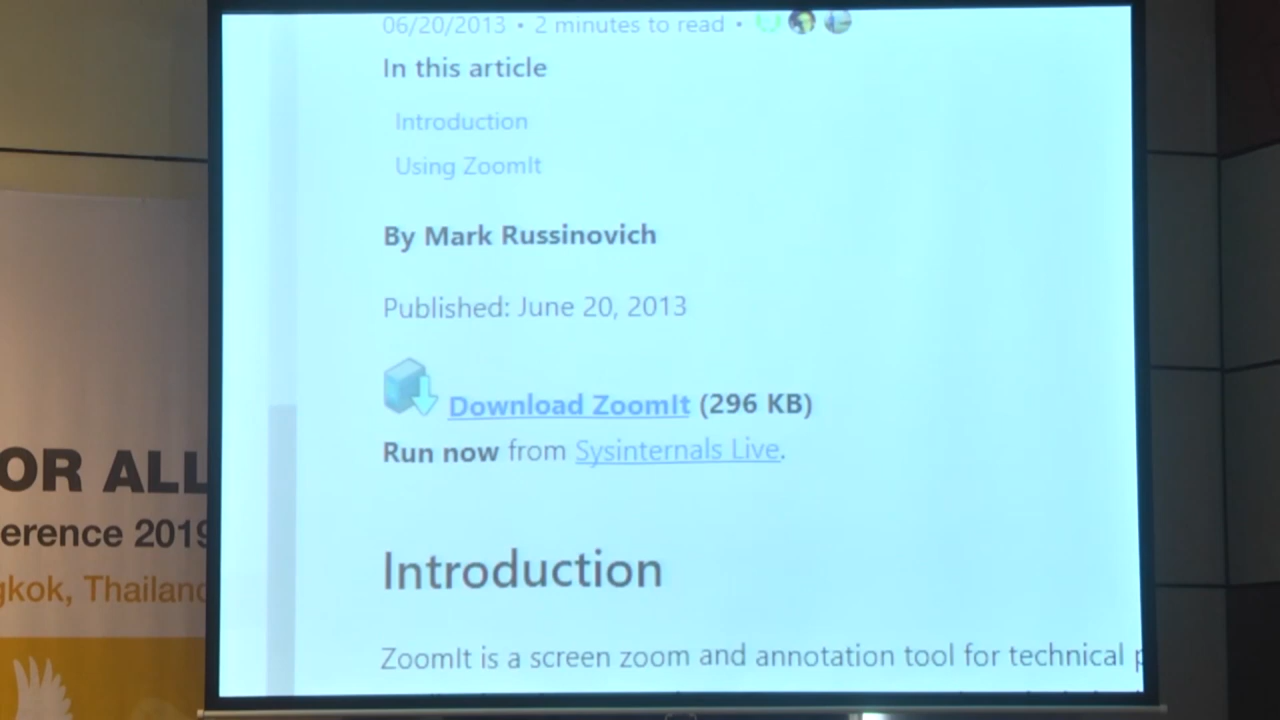 06/20/2013 • 2 minutes to read •
In this article
Introduction
Using ZoomIt
By Mark Russinovich
Published: June 20, 2013
Download ZoomIt (296 KB)
Run now from Sysinternals Live.
Introduction
ZoomIt is a screen zoom and annotation tool for technical p
OR ALL
erence 2019
gkok, Thailand